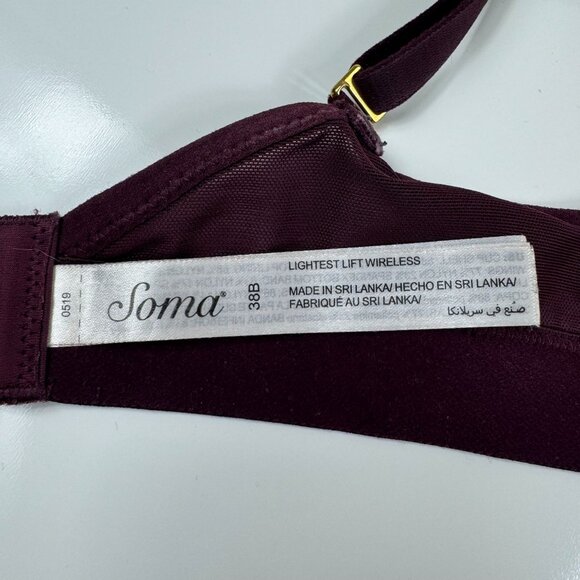 0519
Soma®
38B
LIGHTEST LIFT WIRELESS
MADE IN SRI LANKA/ HECHO EN SRI LANKA/
FABRIQUÉ AU SRI LANKA/
صُنع في سريلانكا